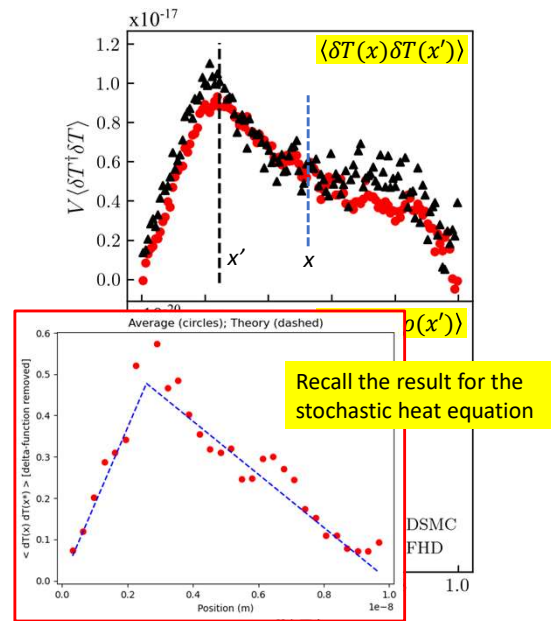 x10⁻¹⁷
1.2
1.0
0.8
0.6
0.4
0.2
0.0
V⟨δT†δT⟩
⟨δT(x)δT(x′)⟩
x′
x
ρ(x′)⟩
Average (circles); Theory (dashed)
< dT(x) dT(x*) > [delta-function removed]
0.6
0.5
0.4
0.3
0.2
0.1
0.0
0.0
0.2
0.4
0.6
0.8
1.0
1e−8
Position (m)
Recall the result for the
stochastic heat equation
DSMC
FHD
1.0